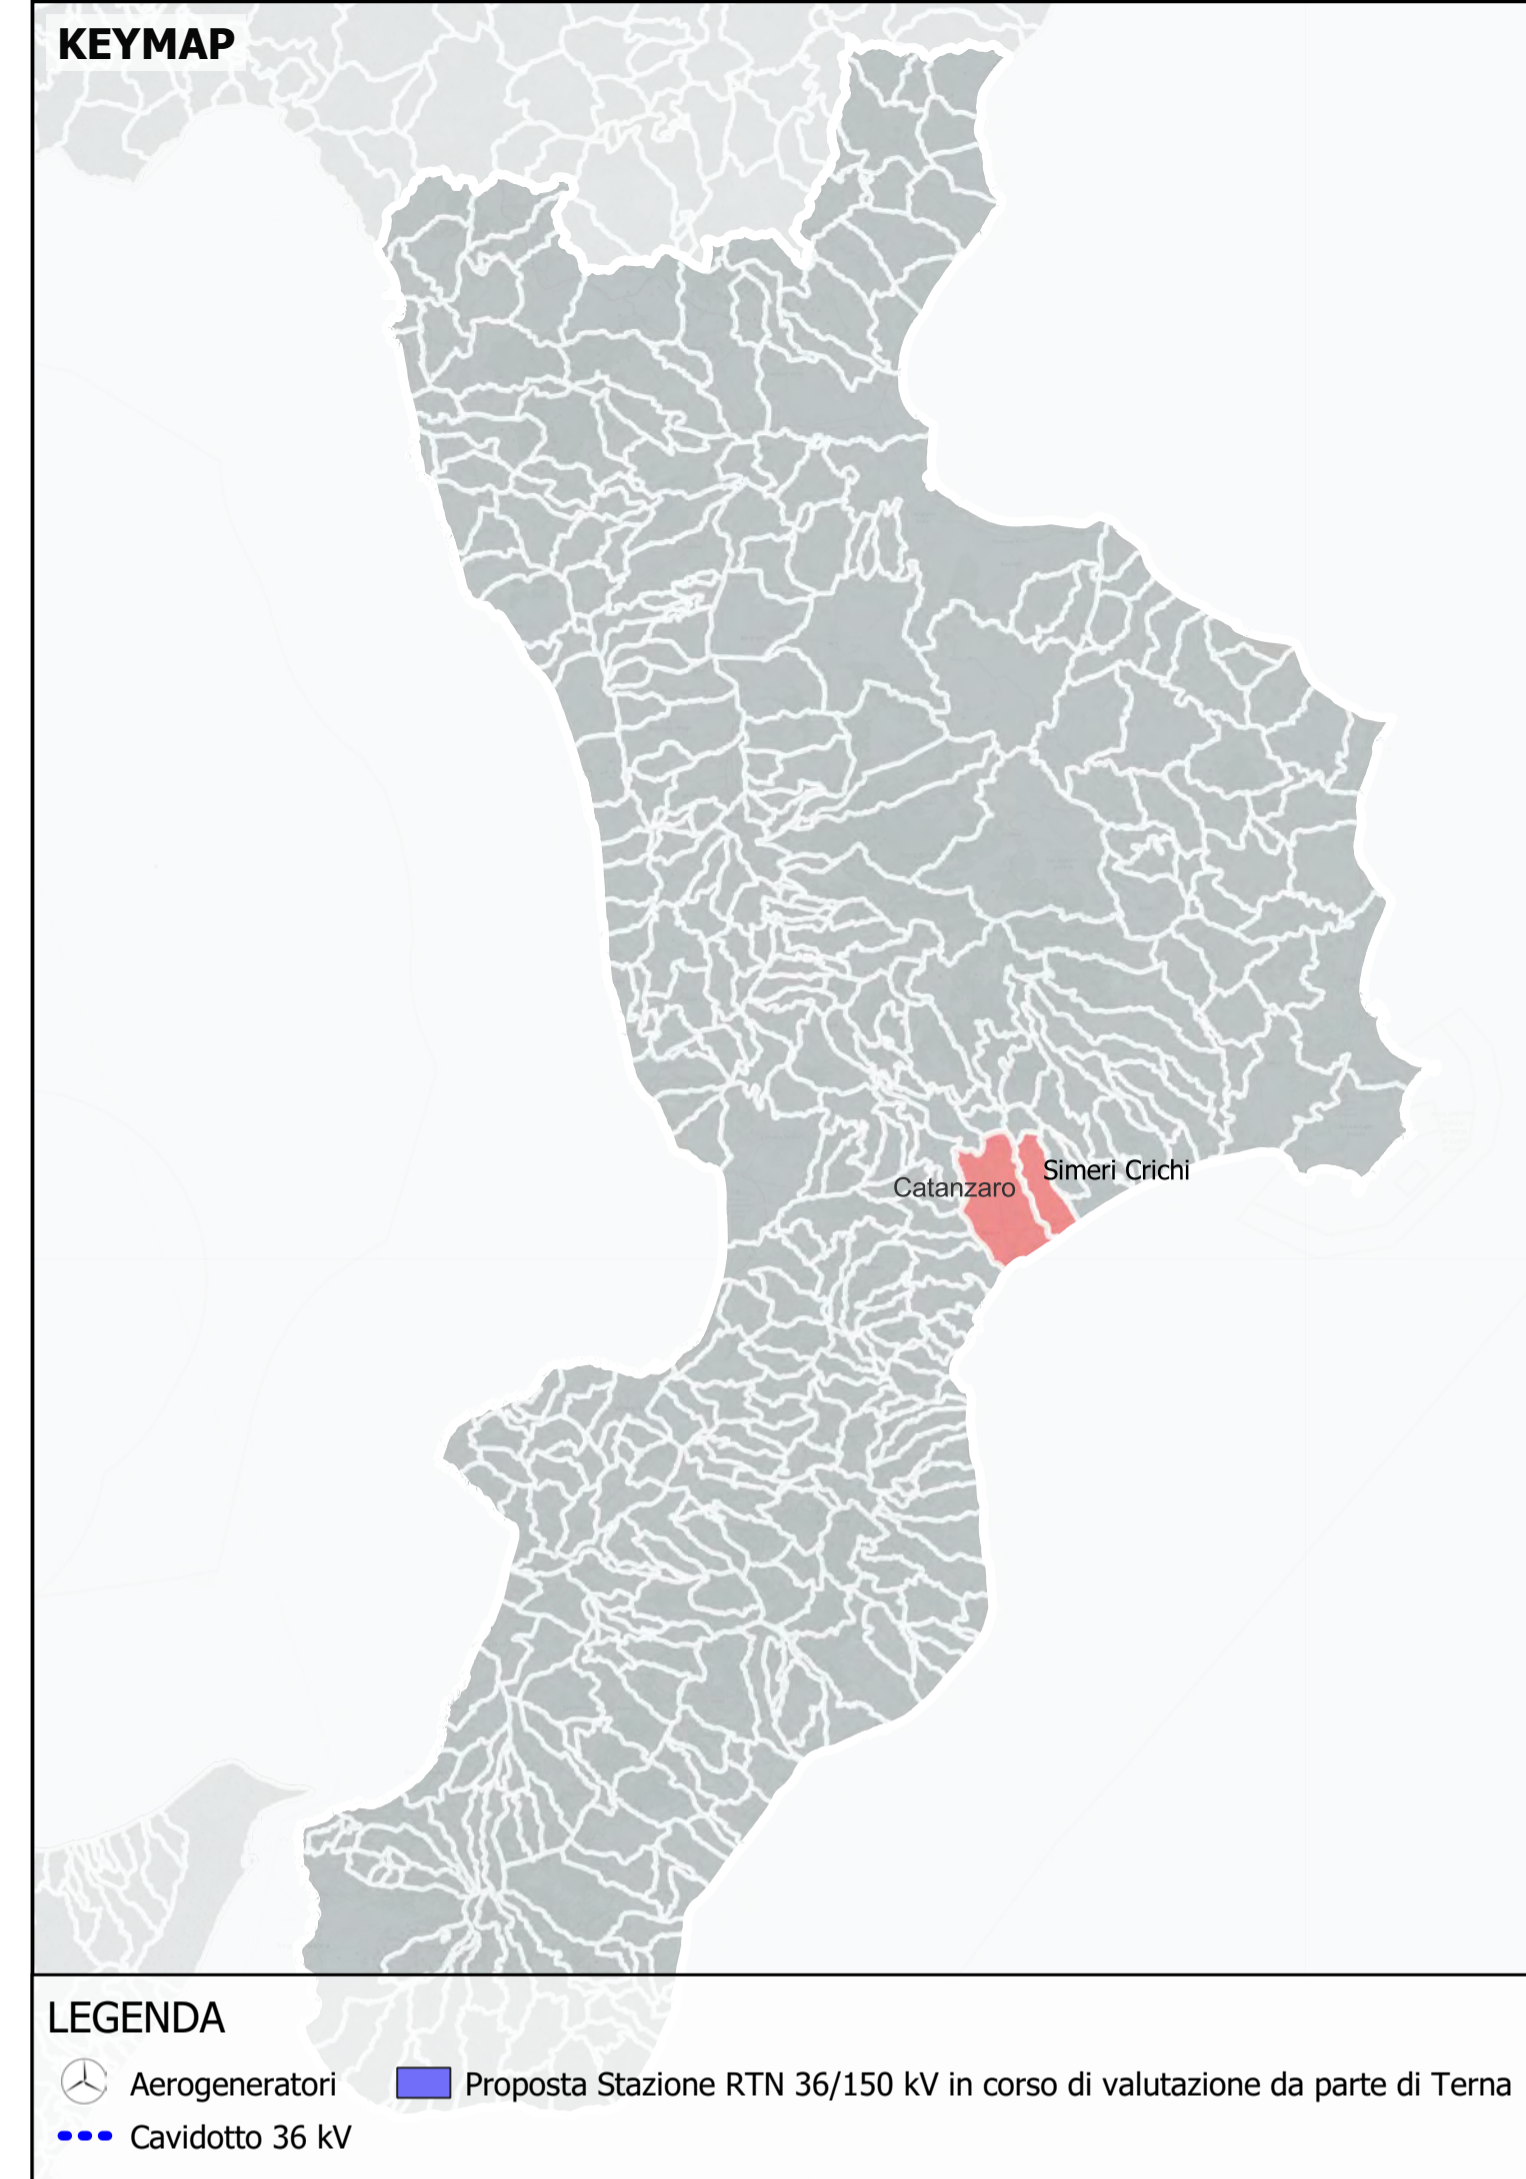 KEYMAP
Simeri Crichi
Catanzaro
LEGENDA
Aerogeneratori
Proposta Stazione RTN 36/150 kV in corso di valutazione da parte di Terna
Cavidotto 36 kV